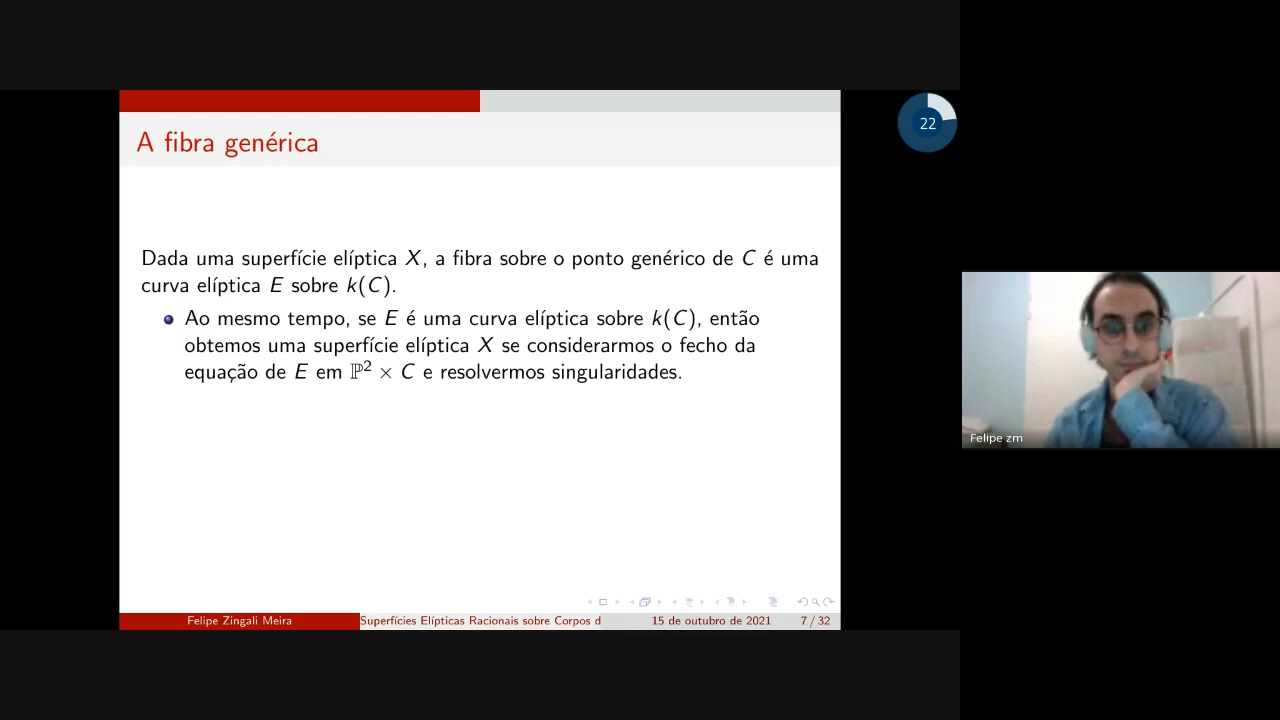 A fibra genérica
22
Dada uma superfície elíptica X, a fibra sobre o ponto genérico de C é uma
curva elíptica E sobre k(C).
Ao mesmo tempo, se E é uma curva elíptica sobre k(C), então
obtemos uma superfície elíptica X se considerarmos o fecho da
equação de E em ℙ² × C e resolvermos singularidades.
Felipe zm
Felipe Zingali Meira Superfícies Elípticas Racionais sobre Corpos d 15 de outubro de 2021 7 / 32